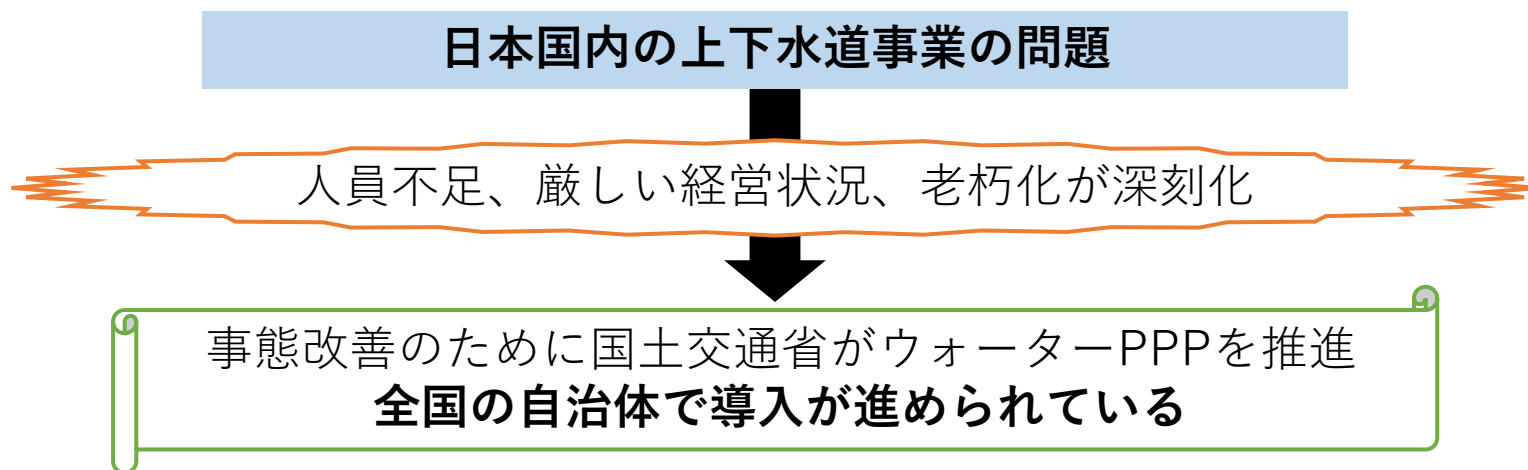 日本国内の上下水道事業の問題
人員不足、厳しい経営状況、老朽化が深刻化
事態改善のために国土交通省がウォーターPPPを推進
全国の自治体で導入が進められている